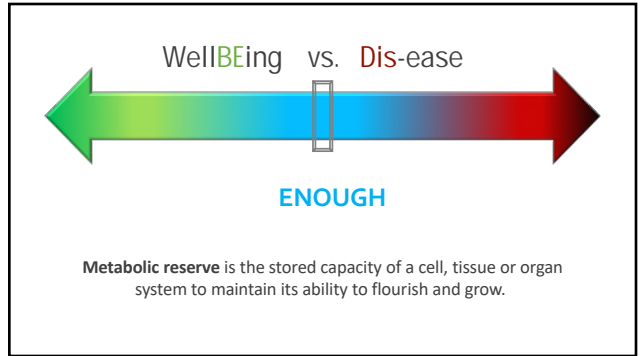 WellBEing vs. Dis-ease
ENOUGH
Metabolic reserve is the stored capacity of a cell, tissue or organ
system to maintain its ability to flourish and grow.